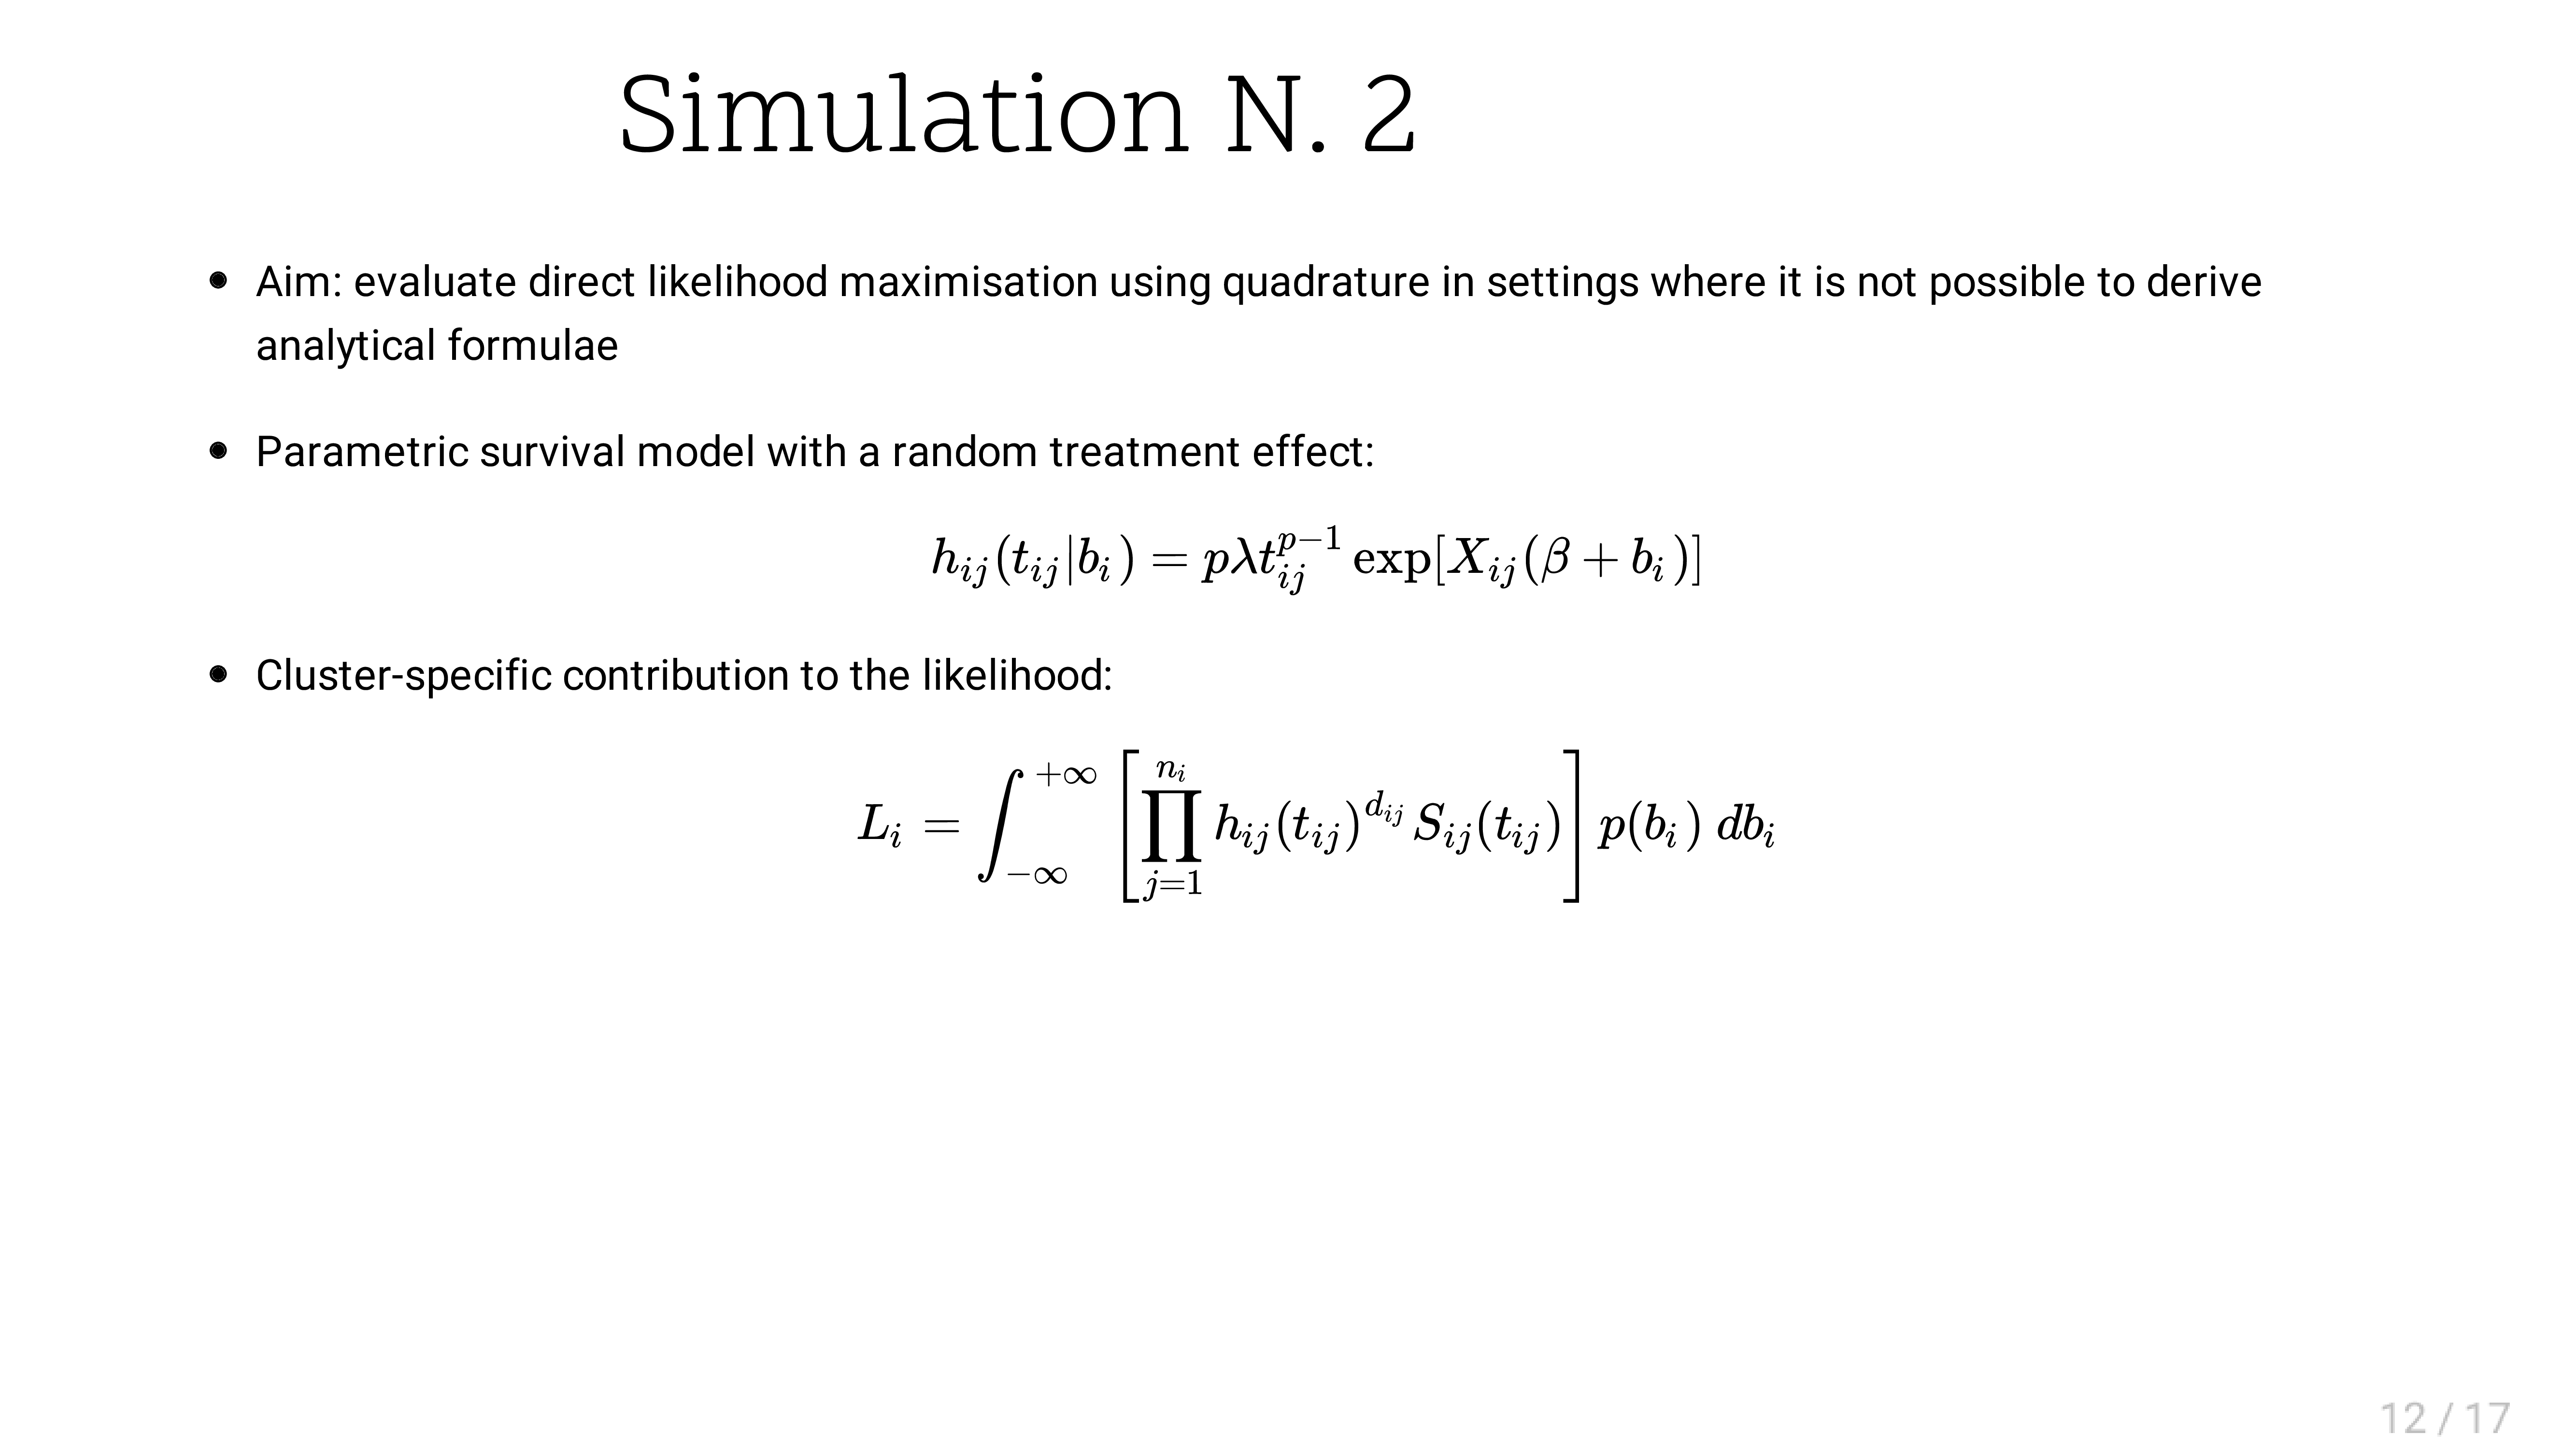 Simulation N. 2
• Aim: evaluate direct likelihood maximisation using quadrature in settings where it is not possible to derive
analytical formulae
• Parametric survival model with a random treatment effect:
$h_{ij}(t_{ij}|b_i) = p\lambda t_{ij}^{p-1} \exp[X_{ij}(\beta + b_i)]$
• Cluster-specific contribution to the likelihood:
$L_i = \int_{-\infty}^{+\infty} \left[ \prod_{j=1}^{n_i} h_{ij}(t_{ij})^{d_{ij}} S_{ij}(t_{ij}) \right] p(b_i) \, db_i$
12 / 17